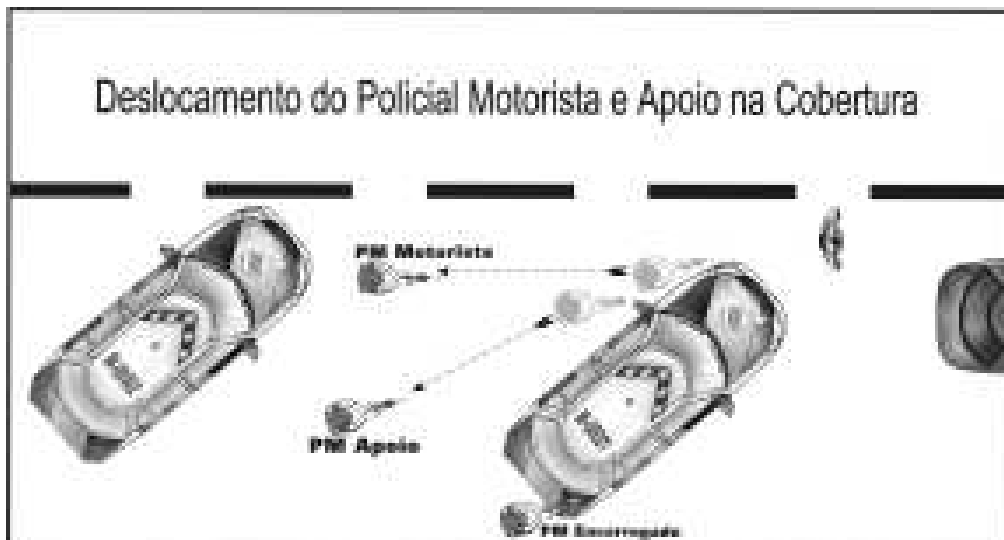 Deslocamento do Policial Motorista e Apoio na Cobertura
PM Motorista
PM Apoio
PM Encarregado